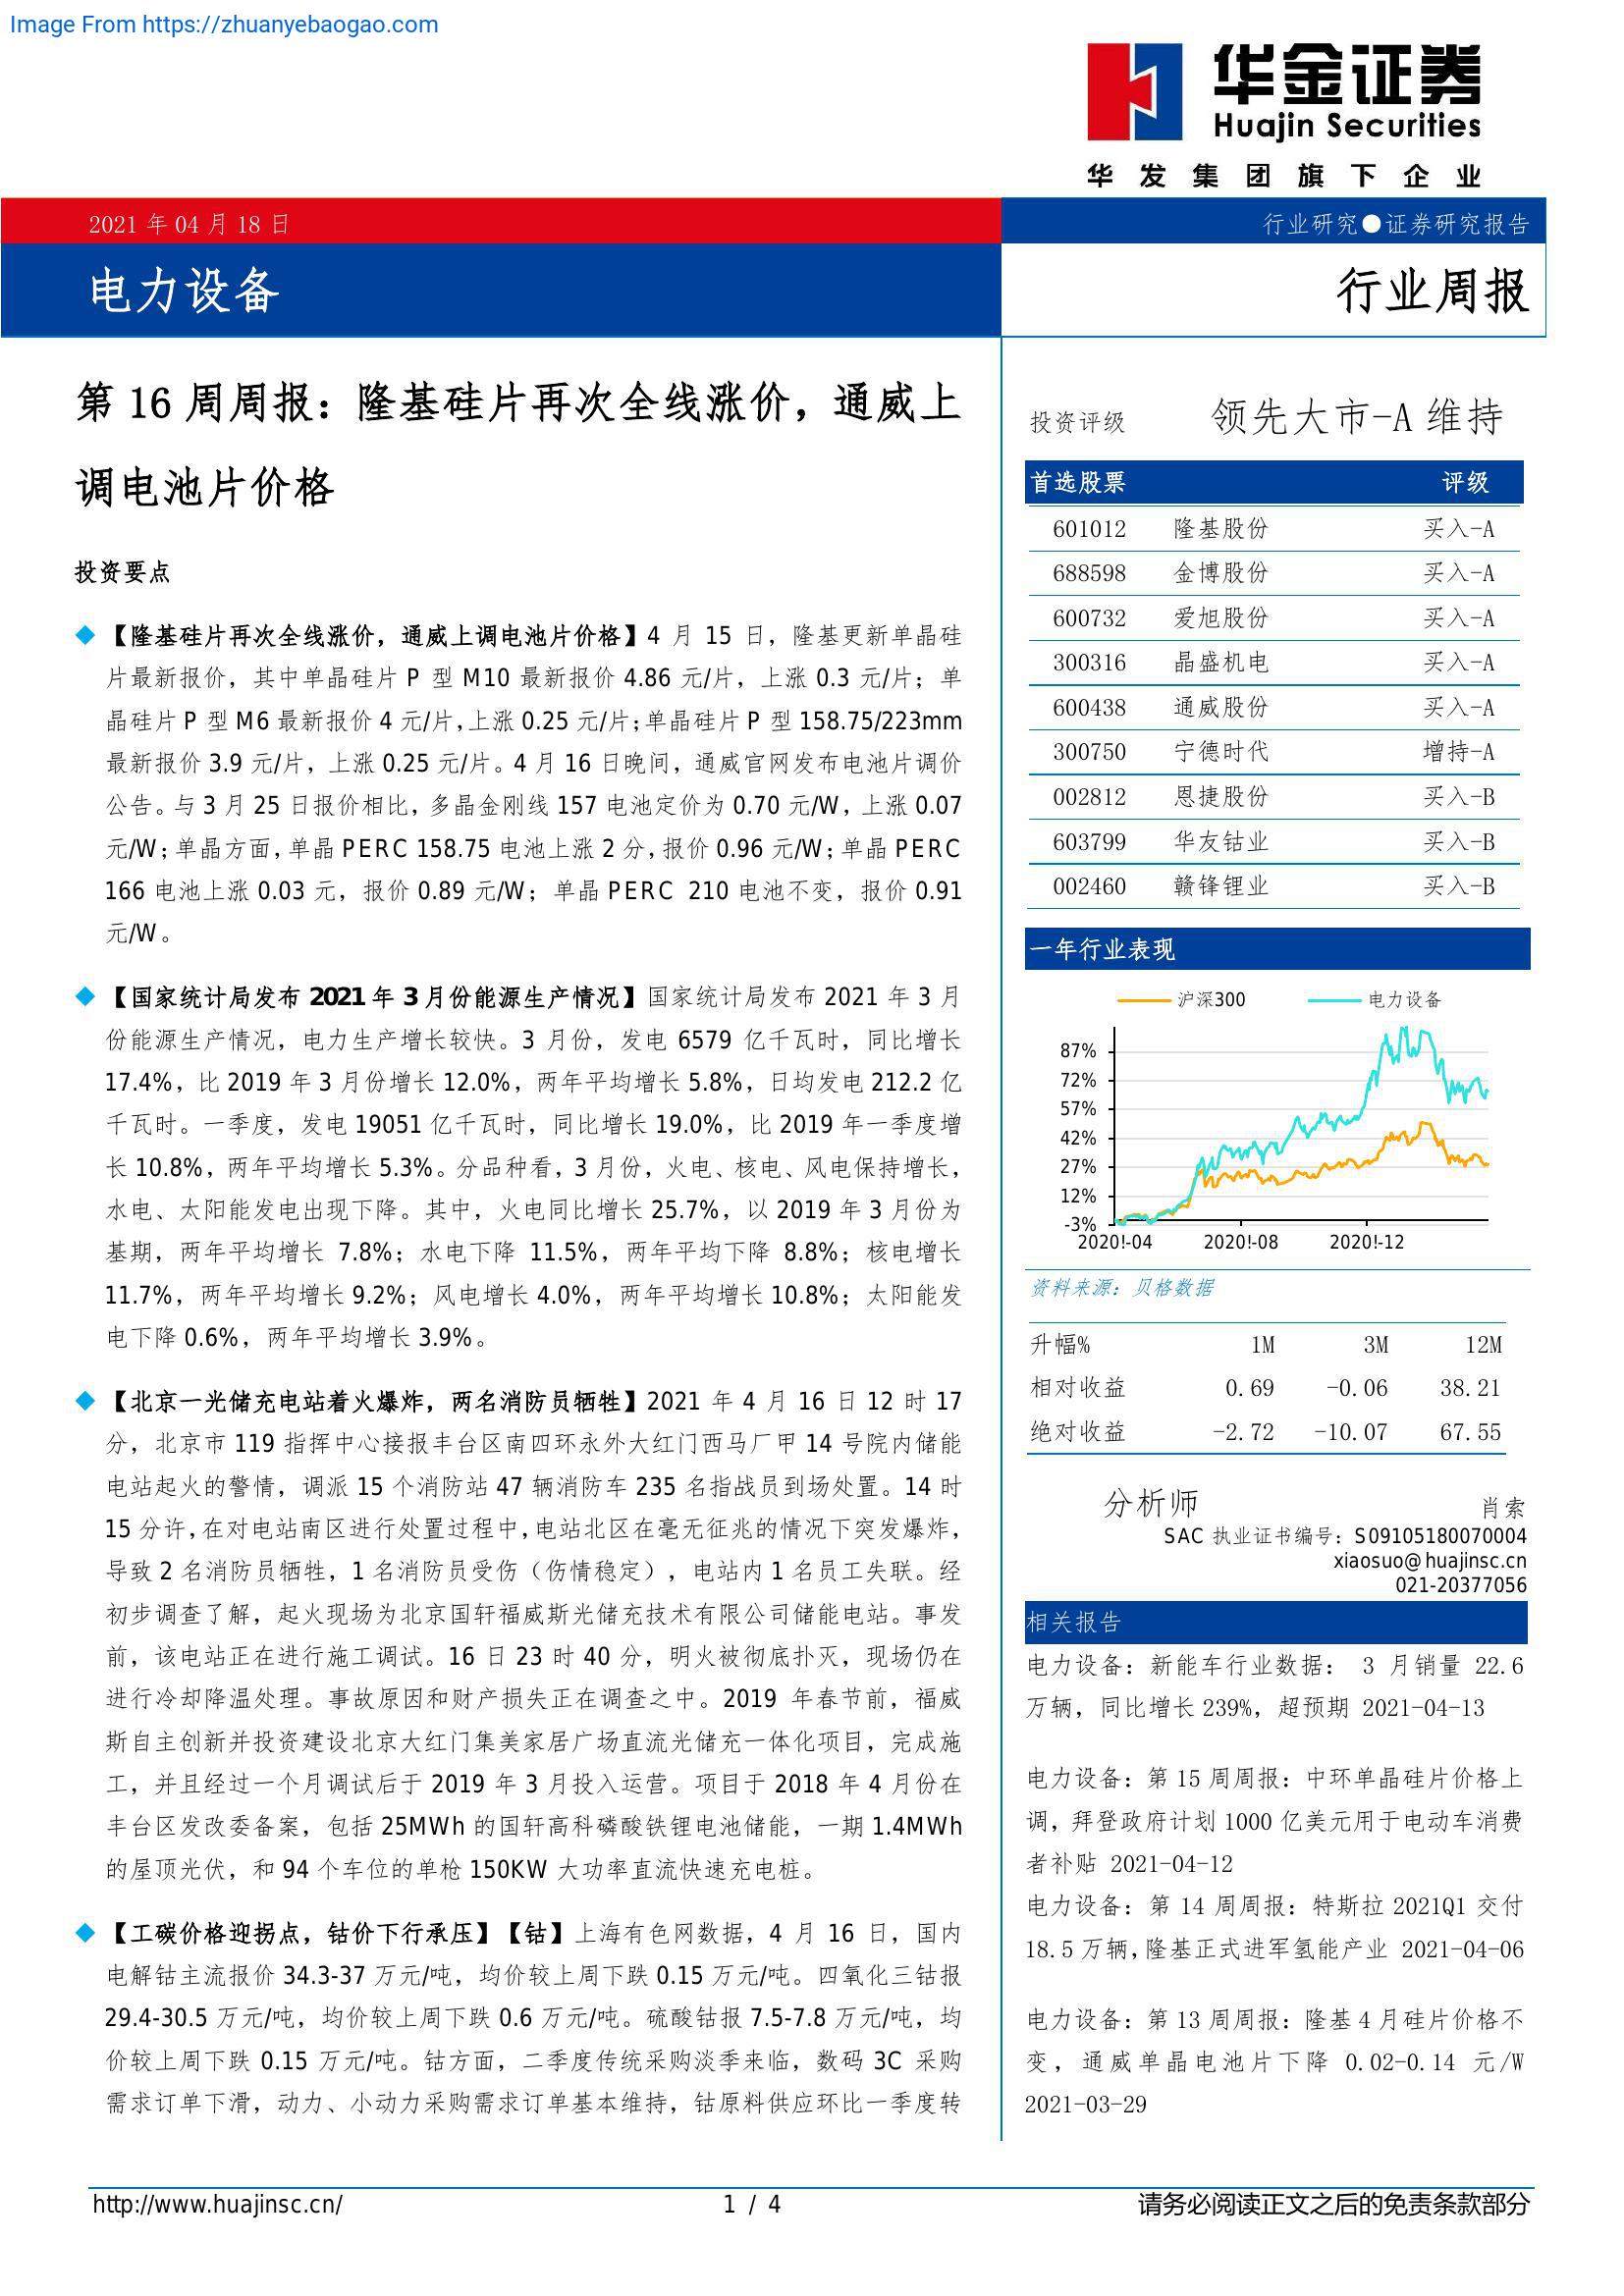 Image From https://zhuanyebaogao.com
华金证券
Huajin Securities
华发集团旗下企业
2021 年 04 月 18 日
行业研究●证券研究报告
电力设备
行业周报
第 16 周周报：隆基硅片再次全线涨价，通威上
调电池片价格
投资要点
◆ 【隆基硅片再次全线涨价，通威上调电池片价格】4 月 15 日，隆基更新单晶硅
片最新报价，其中单晶硅片 P 型 M10 最新报价 4.86 元/片，上涨 0.3 元/片；单
晶硅片 P 型 M6 最新报价 4 元/片，上涨 0.25 元/片；单晶硅片 P 型 158.75/223mm
最新报价 3.9 元/片，上涨 0.25 元/片。4 月 16 日晚间，通威官网发布电池片调价
公告。与 3 月 25 日报价相比，多晶金刚线 157 电池定价为 0.70 元/W，上涨 0.07
元/W；单晶方面，单晶 PERC 158.75 电池上涨 2 分，报价 0.96 元/W；单晶 PERC
166 电池上涨 0.03 元，报价 0.89 元/W；单晶 PERC 210 电池不变，报价 0.91
元/W。
◆ 【国家统计局发布 2021 年 3 月份能源生产情况】国家统计局发布 2021 年 3 月
份能源生产情况，电力生产增长较快。3 月份，发电 6579 亿千瓦时，同比增长
17.4%，比 2019 年 3 月份增长 12.0%，两年平均增长 5.8%，日均发电 212.2 亿
千瓦时。一季度，发电 19051 亿千瓦时，同比增长 19.0%，比 2019 年一季度增
长 10.8%，两年平均增长 5.3%。分品种看，3 月份，火电、核电、风电保持增长，
水电、太阳能发电出现下降。其中，火电同比增长 25.7%，以 2019 年 3 月份为
基期，两年平均增长 7.8%；水电下降 11.5%，两年平均下降 8.8%；核电增长
11.7%，两年平均增长 9.2%；风电增长 4.0%，两年平均增长 10.8%；太阳能发
电下降 0.6%，两年平均增长 3.9%。
◆ 【北京一光储充电站着火爆炸，两名消防员牺牲】2021 年 4 月 16 日 12 时 17
分，北京市 119 指挥中心接报丰台区南四环永外大红门西马厂甲 14 号院内储能
电站起火的警情，调派 15 个消防站 47 辆消防车 235 名指战员到场处置。14 时
15 分许，在对电站南区进行处置过程中，电站北区在毫无征兆的情况下突发爆炸，
导致 2 名消防员牺牲，1 名消防员受伤（伤情稳定），电站内 1 名员工失联。经
初步调查了解，起火现场为北京国轩福威斯光储充技术有限公司储能电站。事发
前，该电站正在进行施工调试。16 日 23 时 40 分，明火被彻底扑灭，现场仍在
进行冷却降温处理。事故原因和财产损失正在调查之中。2019 年春节前，福威
斯自主创新并投资建设北京大红门集美家居广场直流光储充一体化项目，完成施
工，并且经过一个月调试后于 2019 年 3 月投入运营。项目于 2018 年 4 月份在
丰台区发改委备案，包括 25MWh 的国轩高科磷酸铁锂电池储能，一期 1.4MWh
的屋顶光伏，和 94 个车位的单枪 150KW 大功率直流快速充电桩。
◆ 【工碳价格迎拐点，钴价下行承压】【钴】上海有色网数据，4 月 16 日，国内
电解钴主流报价 34.3-37 万元/吨，均价较上周下跌 0.15 万元/吨。四氧化三钴报
29.4-30.5 万元/吨，均价较上周下跌 0.6 万元/吨。硫酸钴报 7.5-7.8 万元/吨，均
价较上周下跌 0.15 万元/吨。钴方面，二季度传统采购淡季来临，数码 3C 采购
需求订单下滑，动力、小动力采购需求订单基本维持，钴原料供应环比一季度转
投资评级 领先大市-A 维持
首选股票 评级
601012 隆基股份 买入-A
688598 金博股份 买入-A
600732 爱旭股份 买入-A
300316 晶盛机电 买入-A
600438 通威股份 买入-A
300750 宁德时代 增持-A
002812 恩捷股份 买入-B
603799 华友钴业 买入-B
002460 赣锋锂业 买入-B
一年行业表现
沪深300 电力设备
87%
72%
57%
42%
27%
12%
-3%
2020!-04 2020!-08 2020!-12
资料来源：贝格数据
升幅% 1M 3M 12M
相对收益 0.69 -0.06 38.21
绝对收益 -2.72 -10.07 67.55
分析师 肖索
SAC 执业证书编号：S09105180070004
xiaosuo@huajinsc.cn
021-20377056
相关报告
电力设备：新能车行业数据： 3 月销量 22.6
万辆，同比增长 239%，超预期 2021-04-13
电力设备：第 15 周周报：中环单晶硅片价格上
调，拜登政府计划 1000 亿美元用于电动车消费
者补贴 2021-04-12
电力设备：第 14 周周报：特斯拉 2021Q1 交付
18.5 万辆，隆基正式进军氢能产业 2021-04-06
电力设备：第 13 周周报：隆基 4 月硅片价格不
变，通威单晶电池片下降 0.02-0.14 元/W
2021-03-29
http://www.huajinsc.cn/ 1 / 4 请务必阅读正文之后的免责条款部分